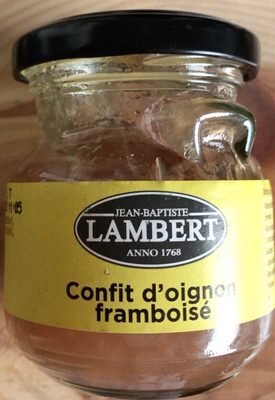 JEAN-BAPTISTE
LAMBERT
ANNO 1768
Confit d'oignon
framboisé